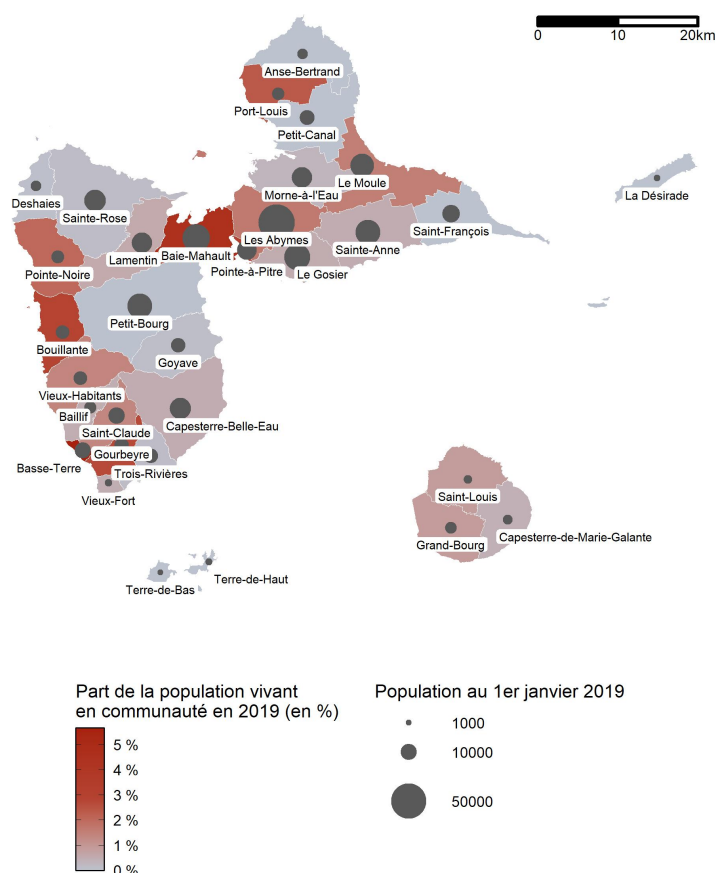 0 10 20km
Anse-Bertrand
Port-Louis
Petit-Canal
Le Moule
Morne-à-l'Eau
La Désirade
Deshaies
Sainte-Rose
Saint-François
Les Abymes
Sainte-Anne
Lamentin
Baie-Mahault
Pointe-Noire
Pointe-à-Pitre
Le Gosier
Petit-Bourg
Bouillante
Goyave
Vieux-Habitants
Baillif
Saint-Claude
Capesterre-Belle-Eau
Gourbeyre
Basse-Terre
Trois-Rivières
Vieux-Fort
Saint-Louis
Grand-Bourg
Capesterre-de-Marie-Galante
Terre-de-Haut
Terre-de-Bas
Part de la population vivant
en communauté en 2019 (en %)
5 %
4 %
3 %
2 %
1 %
0 %
Population au 1er janvier 2019
1000
10000
50000